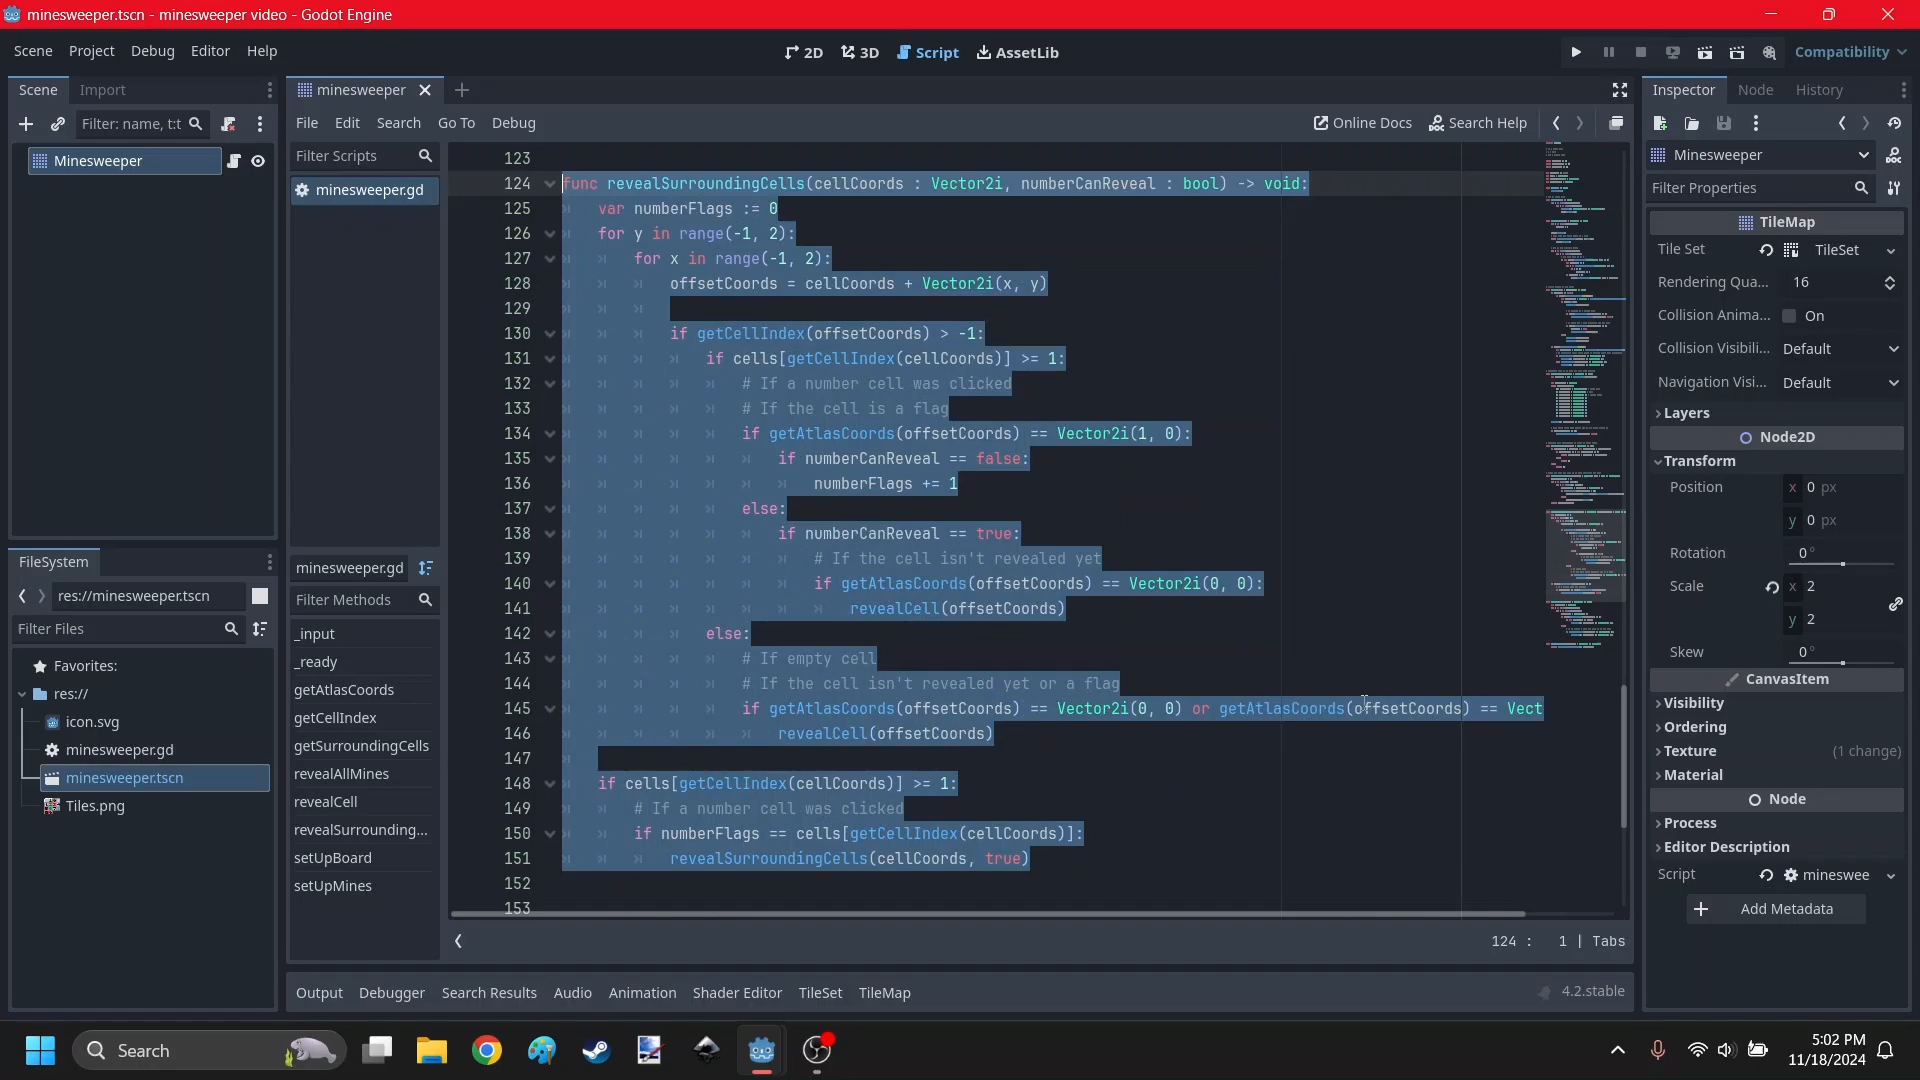 minesweeper.tscn - minesweeper video - Godot Engine
Scene Project Debug Editor Help
2D 3D Script AssetLib
Compatibility
Scene Import
Filter: name, t:t
Minesweeper
FileSystem
res://minesweeper.tscn
Filter Files
Favorites:
res://
icon.svg
minesweeper.gd
minesweeper.tscn
Tiles.png
minesweeper
File Edit Search Go To Debug
Online Docs Search Help
Filter Scripts
minesweeper.gd
minesweeper.gd
Filter Methods
_input
_ready
getAtlasCoords
getCellIndex
getSurroundingCells
revealAllMines
revealCell
revealSurrounding...
setUpBoard
setUpMines
123
124 func revealSurroundingCells(cellCoords : Vector2i, numberCanReveal : bool) -> void:
125 var numberFlags := 0
126 for y in range(-1, 2):
127 for x in range(-1, 2):
128 offsetCoords = cellCoords + Vector2i(x, y)
129
130 if getCellIndex(offsetCoords) > -1:
131 if cells[getCellIndex(cellCoords)] >= 1:
132 # If a number cell was clicked
133 # If the cell is a flag
134 if getAtlasCoords(offsetCoords) == Vector2i(1, 0):
135 if numberCanReveal == false:
136 numberFlags += 1
137 else:
138 if numberCanReveal == true:
139 # If the cell isn't revealed yet
140 if getAtlasCoords(offsetCoords) == Vector2i(0, 0):
141 revealCell(offsetCoords)
142 else:
143 # If empty cell
144 # If the cell isn't revealed yet or a flag
145 if getAtlasCoords(offsetCoords) == Vector2i(0, 0) or getAtlasCoords(offsetCoords) == Vect
146 revealCell(offsetCoords)
147
148 if cells[getCellIndex(cellCoords)] >= 1:
149 # If a number cell was clicked
150 if numberFlags == cells[getCellIndex(cellCoords)]:
151 revealSurroundingCells(cellCoords, true)
152
153
124 : 1 | Tabs
Output Debugger Search Results Audio Animation Shader Editor TileSet TileMap
4.2.stable
Inspector Node History
Minesweeper
Filter Properties
TileMap
Tile Set TileSet
Rendering Qua... 16
Collision Anima... On
Collision Visibili... Default
Navigation Visi... Default
Layers
Node2D
Transform
Position x 0 px
y 0 px
Rotation 0 °
Scale x 2
y 2
Skew 0 °
CanvasItem
Visibility
Ordering
Texture (1 change)
Material
Node
Process
Editor Description
Script mineswee
Add Metadata
Search
5:02 PM
11/18/2024